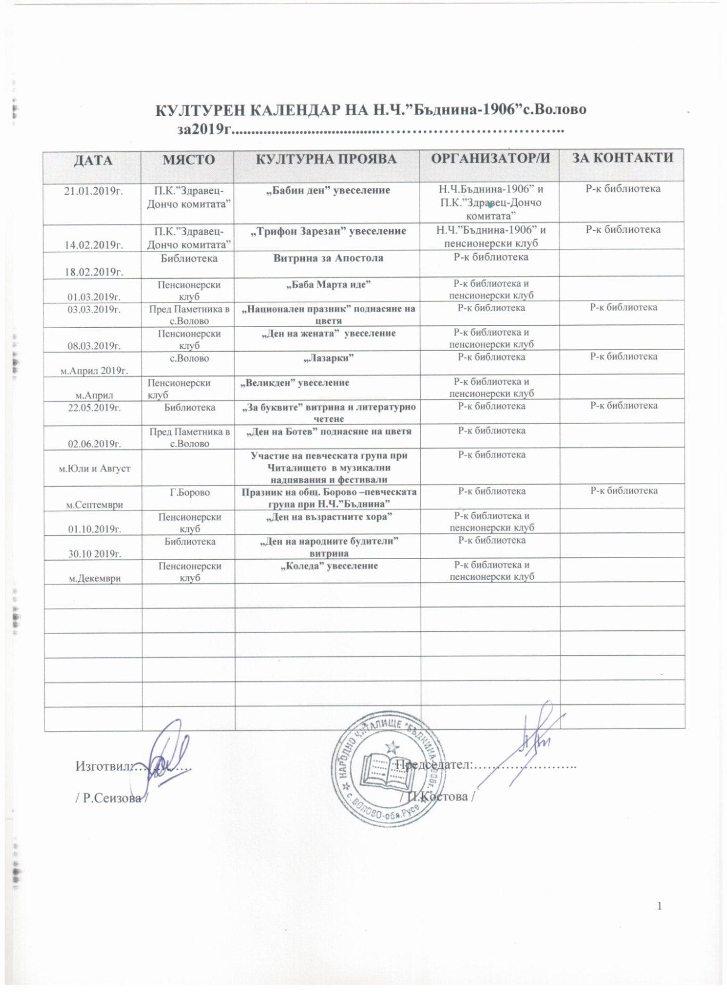 КУЛТУРЕН КАЛЕНДАР НА Н.Ч.”Бъднина-1906”с.Волово
за2019г.......................................……………………………..
ДАТА МЯСТО КУЛТУРНА ПРОЯВА ОРГАНИЗАТОР/И ЗА КОНТАКТИ
21.01.2019г. П.К.”Здравец- „Бабин ден” увеселение Н.Ч.Бъднина-1906” и Р-к библиотека
Дончо комитата” П.К.”Здравец-Дончо
комитата”
П.К.”Здравец- „Трифон Зарезан” увеселение Н.Ч.”Бъднина-1906” и Р-к библиотека
14.02.2019г. Дончо комитата” пенсионерски клуб
Библиотека Витрина за Апостола Р-к библиотека
18.02.2019г.
Пенсионерски „Баба Марта иде” Р-к библиотека и
01.03.2019г. клуб пенсионерски клуб
03.03.2019г. Пред Паметника в „Национален празник” поднасяне на Р-к библиотека Р-к библиотека
с.Волово цветя
Пенсионерски „Ден на жената” увеселение Р-к библиотека и
08.03.2019г. клуб пенсионерски клуб
с.Волово „Лазарки” Р-к библиотека Р-к библиотека
м.Април 2019г.
Пенсионерски „Великден” увеселение Р-к библиотека и
м.Април клуб пенсионерски клуб
22.05.2019г. Библиотека „За буквите” витрина и литературно Р-к библиотека Р-к библиотека
четене
Пред Паметника в „Ден на Ботев” поднасяне на цветя Р-к библиотека
02.06.2019г. с.Волово
Участие на певческата група при Р-к библиотека
м.Юли и Август Читалището в музикални
надпявания и фестивали
Г.Борово Празник на общ. Борово –певческата Р-к библиотека Р-к библиотека
м.Септември група при Н.Ч.”Бъднина”
Пенсионерски „Ден на възрастните хора” Р-к библиотека и
01.10.2019г. клуб пенсионерски клуб
Библиотека „Ден на народните будители” Р-к библиотека
30.10 2019г. витрина
Пенсионерски „Коледа” увеселение Р-к библиотека и
м.Декември клуб пенсионерски клуб
НАРОДНО ЧИТАЛИЩЕ "БЪДНИНА-1906г."
с. ВОЛОВО-обл.Русе
Изготвил:………… Председател:…………………..
/ Р.Сеизова / / П.Костова /
1